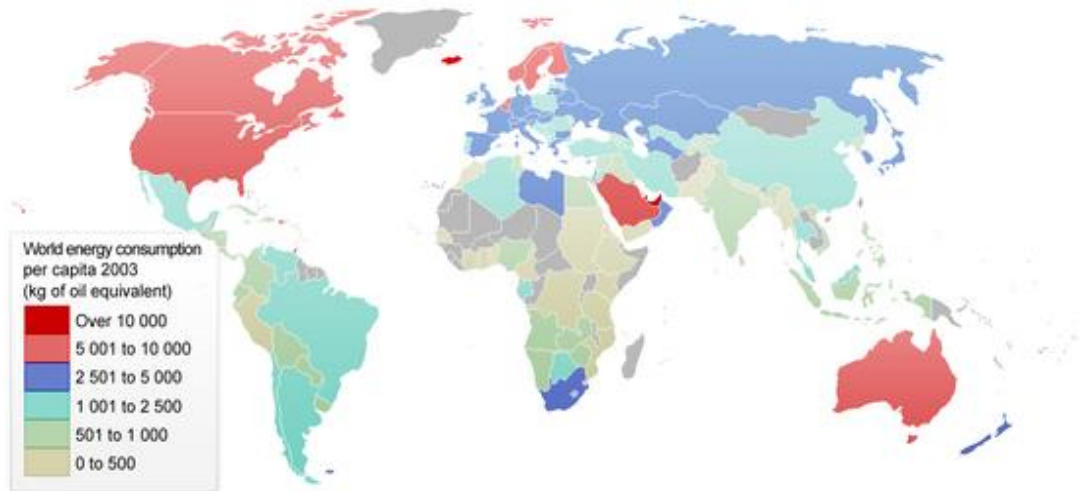 World energy consumption
per capita 2003
(kg of oil equivalent)
Over 10 000
5 001 to 10 000
2 501 to 5 000
1 001 to 2 500
501 to 1 000
0 to 500